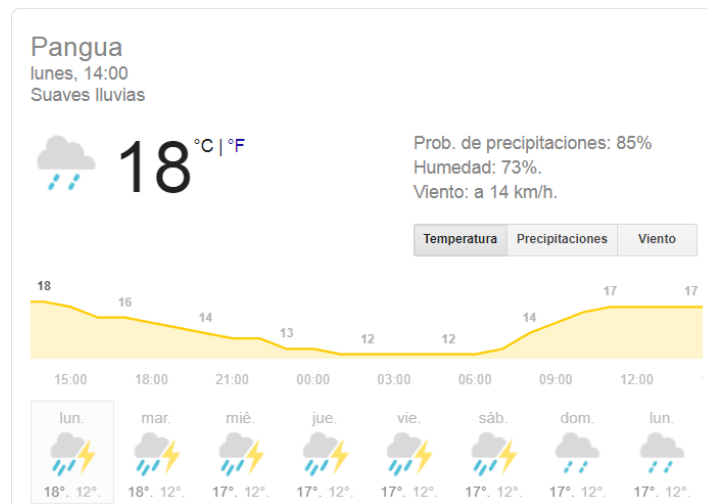 Pangua
lunes, 14:00
Suaves lluvias
18 °C | °F
Prob. de precipitaciones: 85%
Humedad: 73%.
Viento: a 14 km/h.
Temperatura Precipitaciones Viento
18 16 14 13 12 12 14 17 17
15:00 18:00 21:00 00:00 03:00 06:00 09:00 12:00
lun. mar. mié. jue. vie. sáb. dom. lun.
18°. 12°. 18°. 12°. 17°. 12°. 17°. 12°. 17°. 12°. 17°. 12°. 17°. 12°. 17°. 12°.